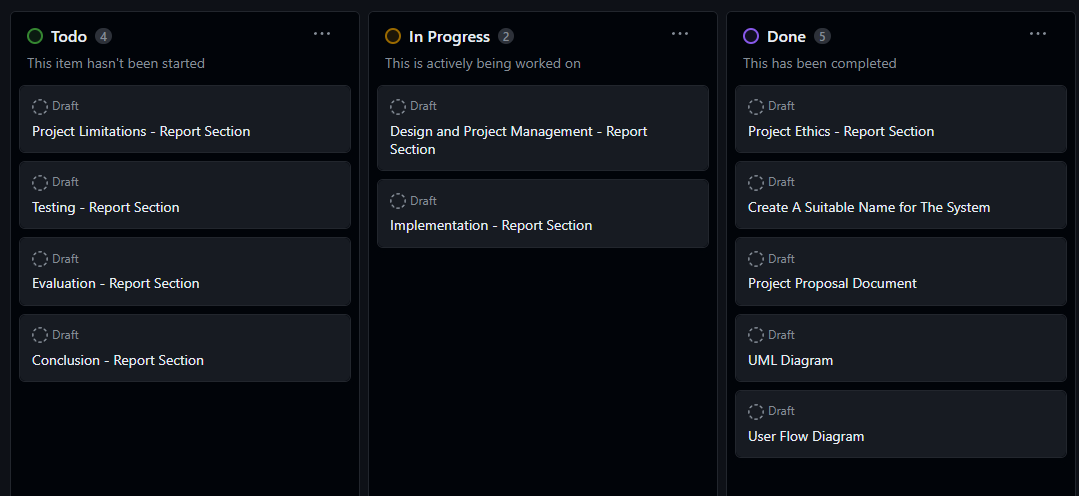 Todo 4
This item hasn't been started
Draft
Project Limitations - Report Section
Draft
Testing - Report Section
Draft
Evaluation - Report Section
Draft
Conclusion - Report Section
In Progress 2
This is actively being worked on
Draft
Design and Project Management - Report
Section
Draft
Implementation - Report Section
Done 5
This has been completed
Draft
Project Ethics - Report Section
Draft
Create A Suitable Name for The System
Draft
Project Proposal Document
Draft
UML Diagram
Draft
User Flow Diagram